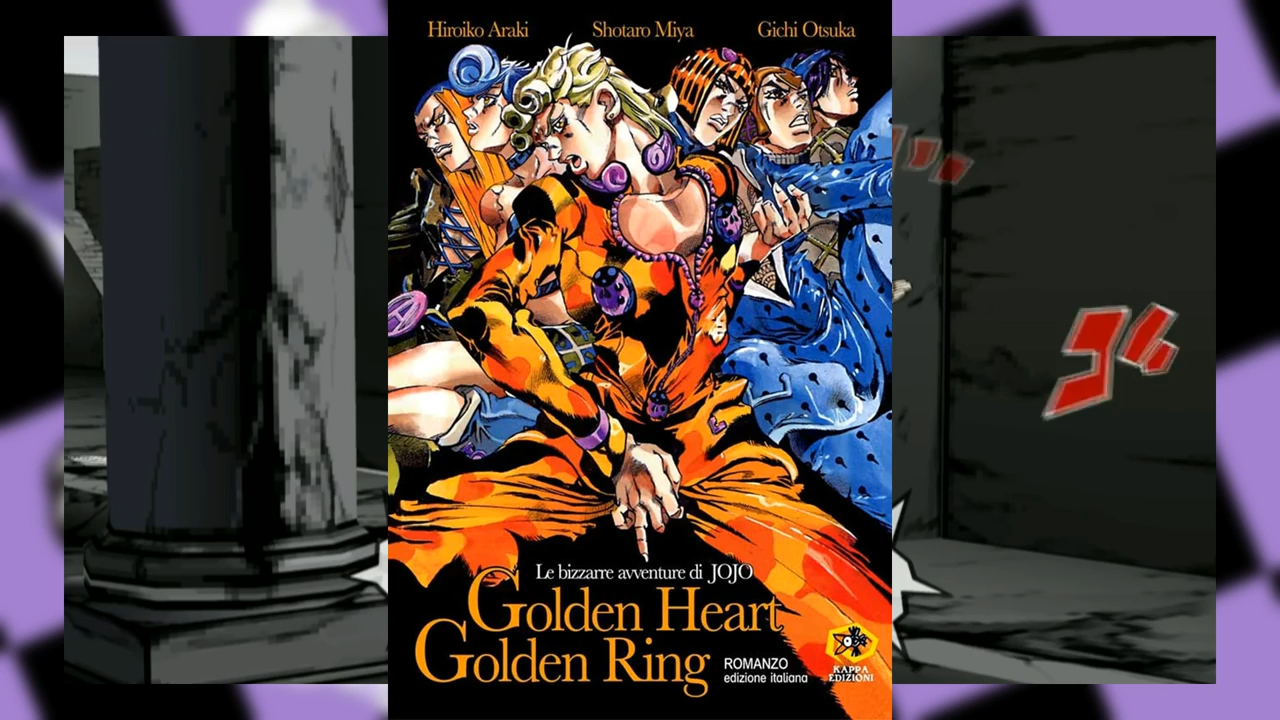 Hiroiko Araki Shotaro Miya Gichi Otsuka
Le bizzarre avventure di JOJO
Golden Heart
Golden Ring
ROMANZO
edizione italiana
KAPPA
EDIZIONI
ゴ